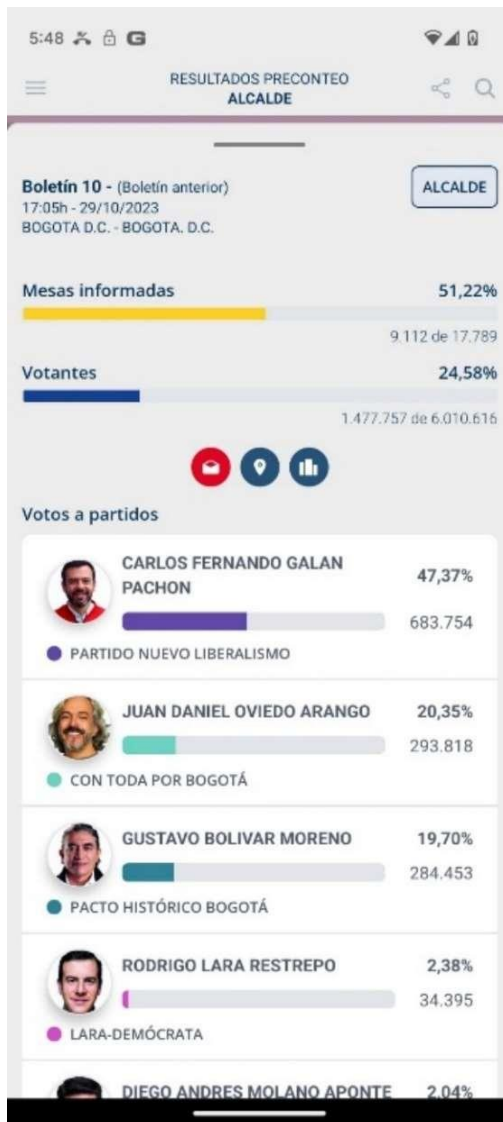 5:48 G
RESULTADOS PRECONTEO
ALCALDE
Boletín 10 - (Boletín anterior)
17:05h - 29/10/2023
BOGOTA D.C. - BOGOTA. D.C.
ALCALDE
Mesas informadas 51,22%
9.112 de 17.789
Votantes 24,58%
1.477.757 de 6.010.616
Votos a partidos
CARLOS FERNANDO GALAN
PACHON
47,37%
683.754
PARTIDO NUEVO LIBERALISMO
JUAN DANIEL OVIEDO ARANGO 20,35%
293.818
CON TODA POR BOGOTÁ
GUSTAVO BOLIVAR MORENO 19,70%
284.453
PACTO HISTÓRICO BOGOTÁ
RODRIGO LARA RESTREPO 2,38%
34.395
LARA-DEMÓCRATA
DIEGO ANDRES MOLANO APONTE 2,04%